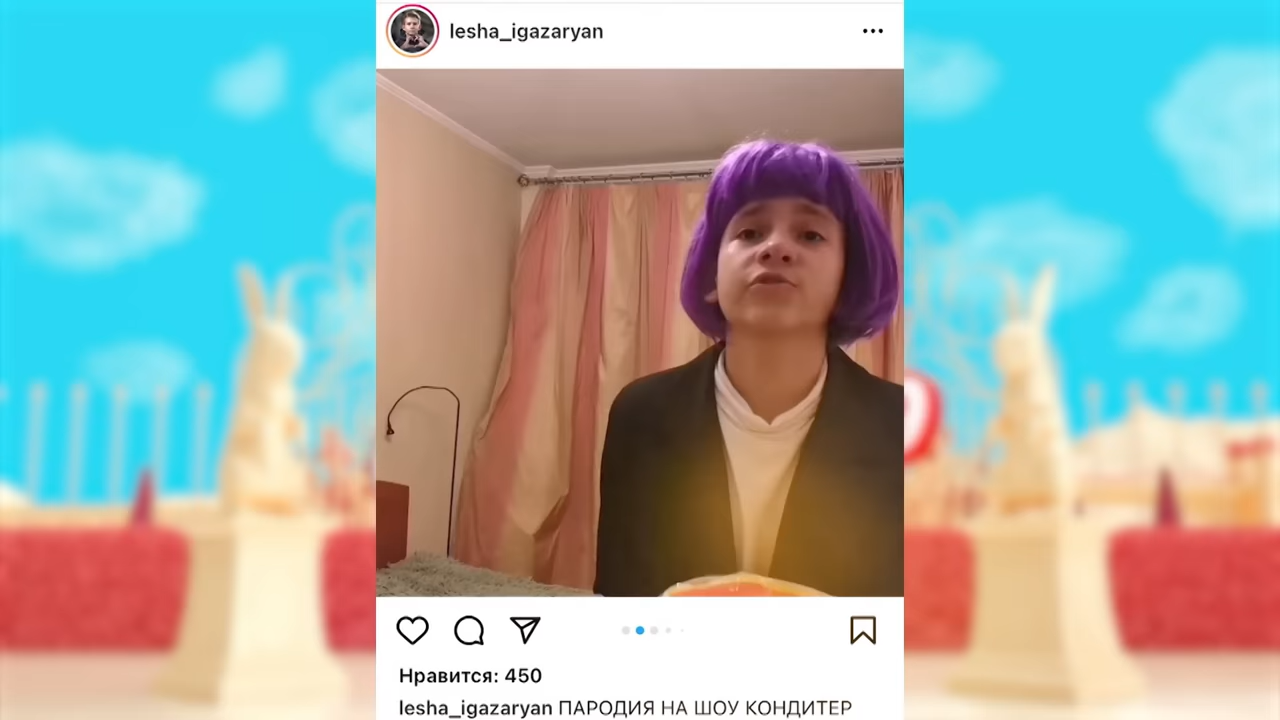 lesha_igazaryan
Нравится: 450
lesha_igazaryan ПАРОДИЯ НА ШОУ КОНДИТЕР